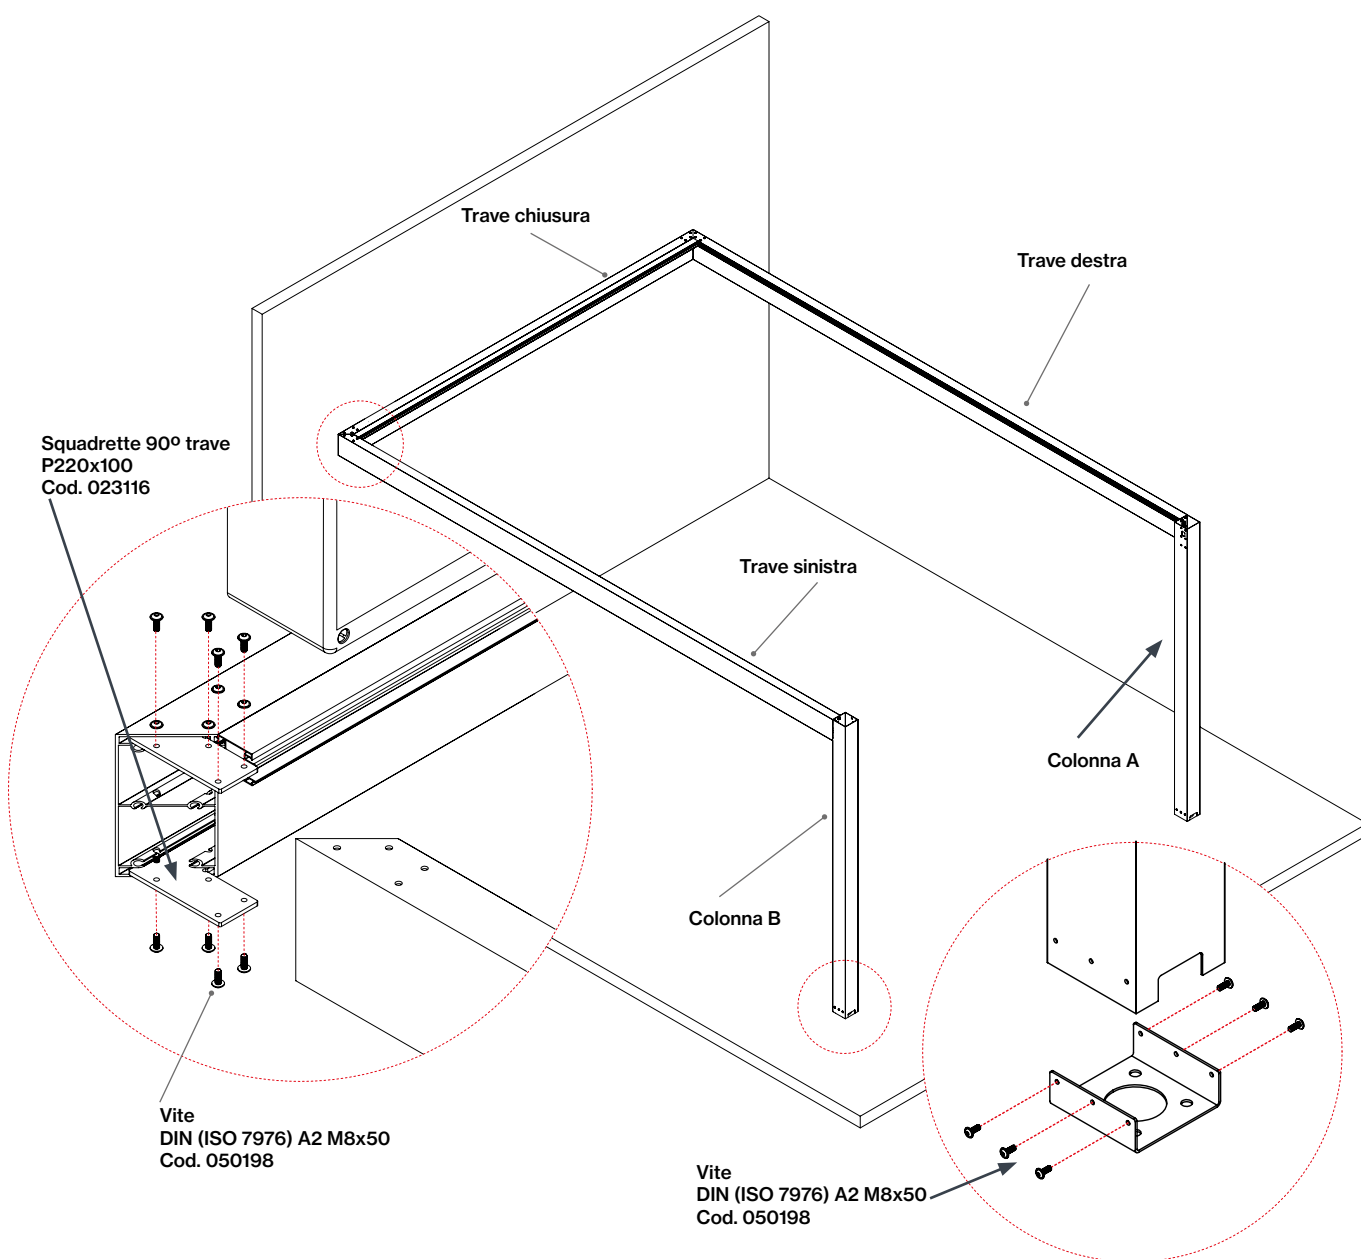 Trave chiusura
Trave destra
Squadrette 90º trave
P220x100
Cod. 023116
Trave sinistra
Colonna A
Colonna B
Vite
DIN (ISO 7976) A2 M8x50
Cod. 050198
Vite
DIN (ISO 7976) A2 M8x50
Cod. 050198